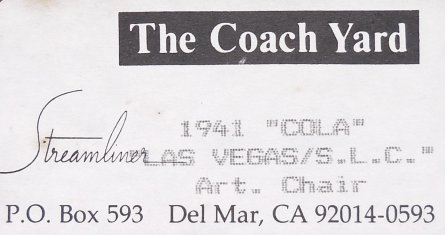 The Coach Yard
Streamliner
1941 "COLA"
"LAS VEGAS/S.L.C."
Art. Chair
P.O. Box 593 Del Mar, CA 92014-0593